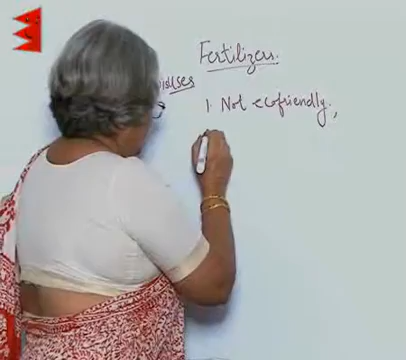 Fertilizers.
1. Not ecofriendly,